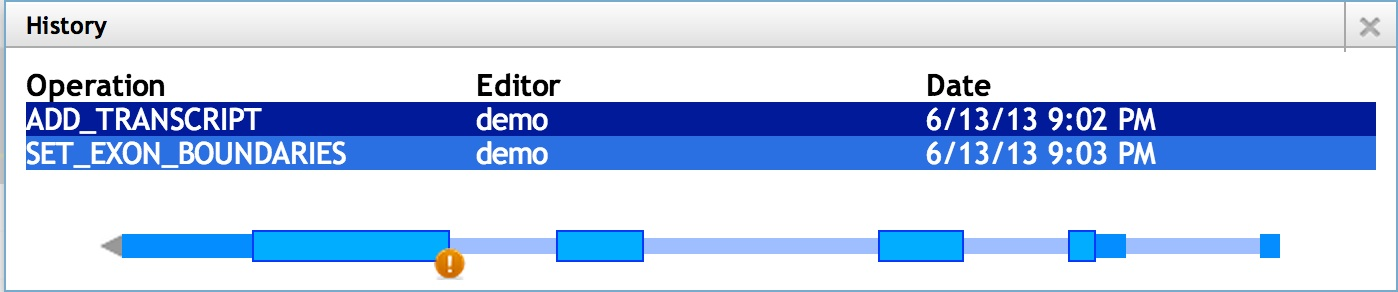 History
Operation Editor Date
ADD_TRANSCRIPT demo 6/13/13 9:02 PM
SET_EXON_BOUNDARIES demo 6/13/13 9:03 PM
!